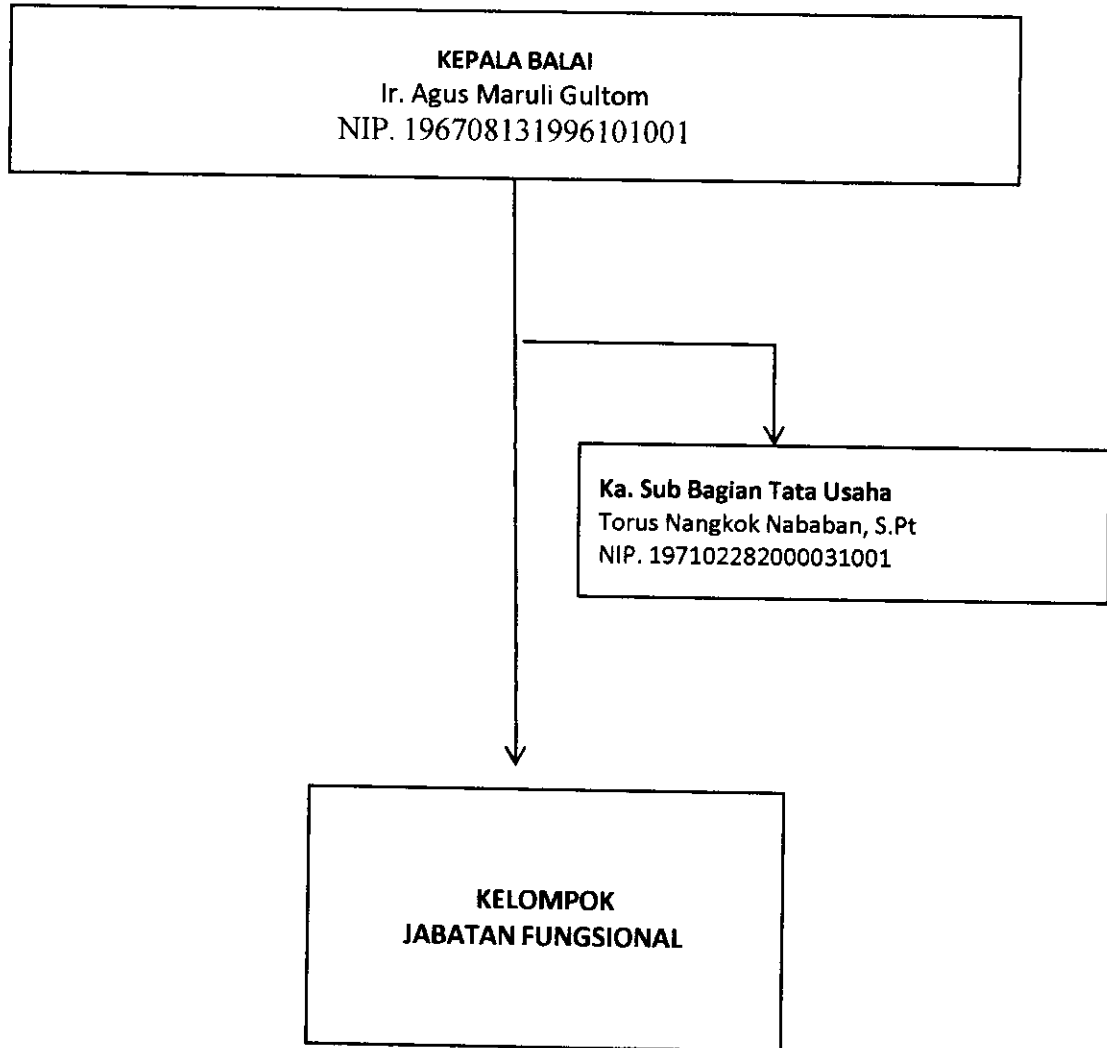 KEPALA BALAI
Ir. Agus Maruli Gultom
NIP. 196708131996101001
Ka. Sub Bagian Tata Usaha
Torus Nangkok Nababan, S.Pt
NIP. 197102282000031001
KELOMPOK
JABATAN FUNGSIONAL